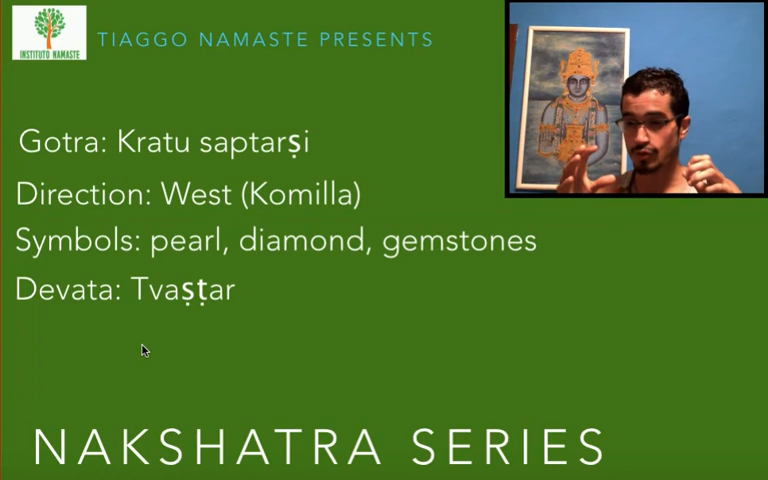 INSTITUTO NAMASTE
TIAGGO NAMASTE PRESENTS
Gotra: Kratu saptarṣi
Direction: West (Komilla)
Symbols: pearl, diamond, gemstones
Devata: Tvaṣṭar
NAKSHATRA SERIES